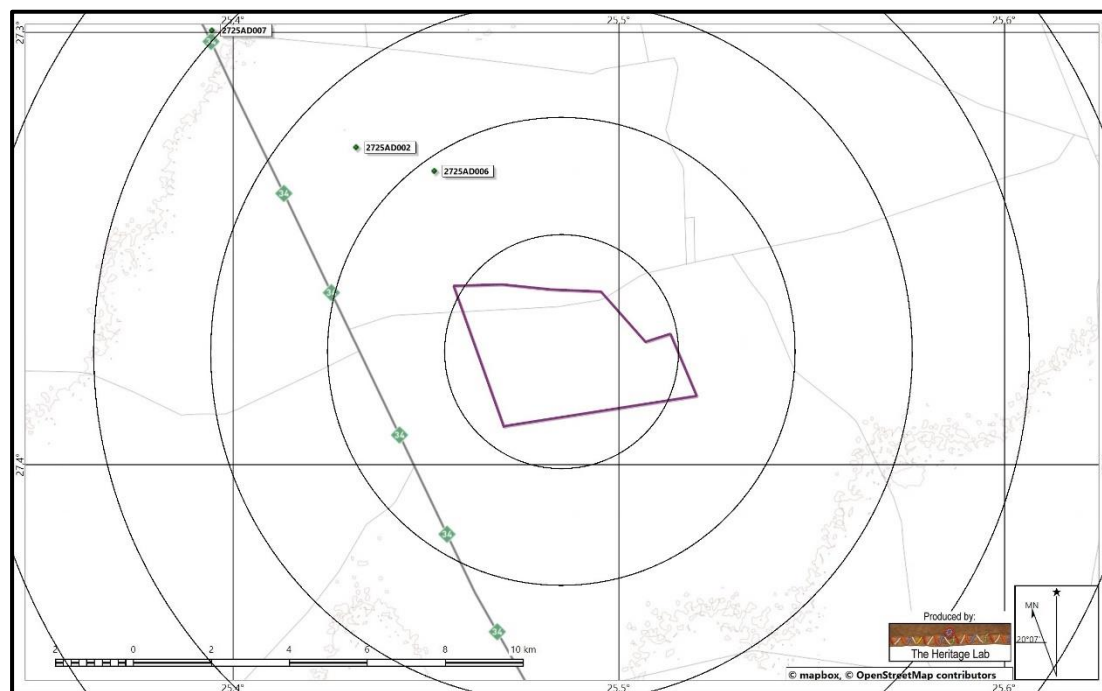 25.4°
25.5°
25.6°
27.3°
2725AD007
34
2725AD002
2725AD006
34
34
34
27.4°
34
34
2 0 2 4 6 8 10 km
Produced by:
The Heritage Lab
MN
20°07'
© mapbox, © OpenStreetMap contributors
25.4°
25.5°
25.6°